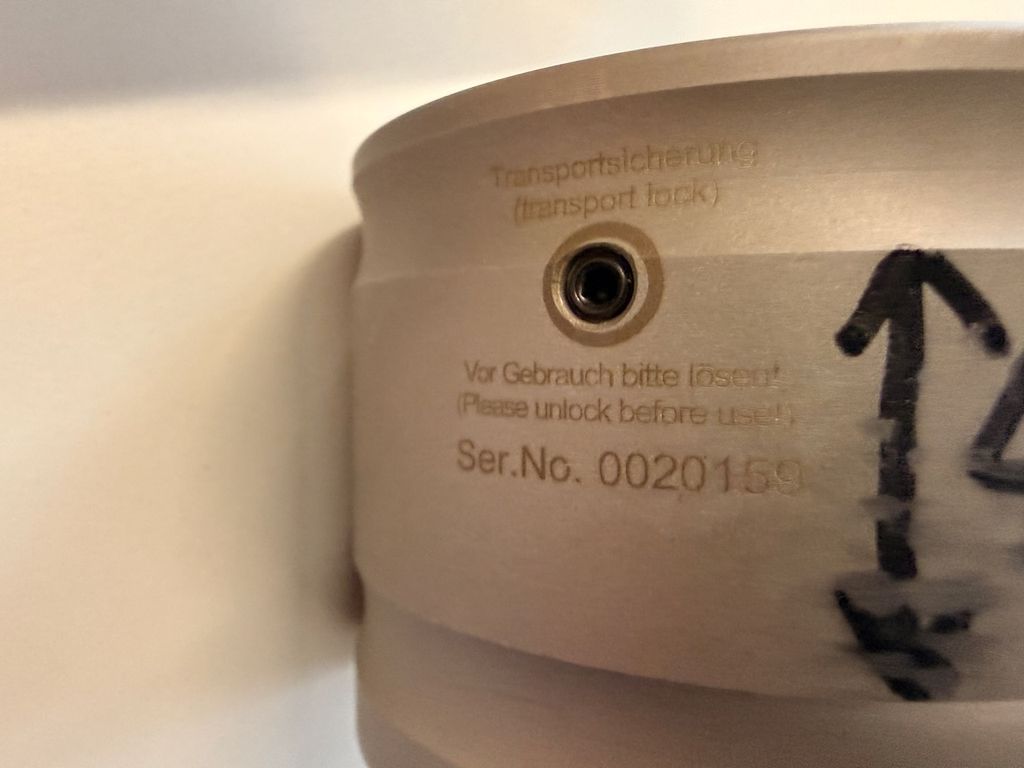 Transportsicherung
(transport lock)
Vor Gebrauch bitte lösen!
(Please unlock before use!)
Ser.No. 0020159